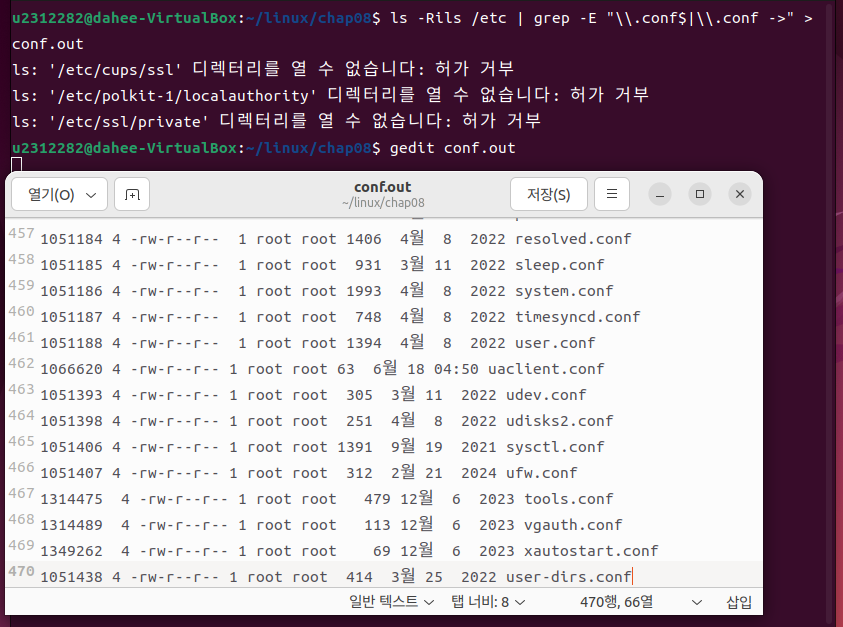 u2312282@dahee-VirtualBox:~/linux/chap08$ ls -Rils /etc | grep -E "\\.conf$|\\.conf ->" >
conf.out
ls: '/etc/cups/ssl' 디렉터리를 열 수 없습니다: 허가 거부
ls: '/etc/polkit-1/localauthority' 디렉터리를 열 수 없습니다: 허가 거부
ls: '/etc/ssl/private' 디렉터리를 열 수 없습니다: 허가 거부
u2312282@dahee-VirtualBox:~/linux/chap08$ gedit conf.out
열기(O) conf.out 저장(S)
~/linux/chap08
457 1051184 4 -rw-r--r--  1 root root 1406  4월  8  2022 resolved.conf
458 1051185 4 -rw-r--r--  1 root root  931  3월 11  2022 sleep.conf
459 1051186 4 -rw-r--r--  1 root root 1993  4월  8  2022 system.conf
460 1051187 4 -rw-r--r--  1 root root  748  4월  8  2022 timesyncd.conf
461 1051188 4 -rw-r--r--  1 root root 1394  4월  8  2022 user.conf
462 1066620 4 -rw-r--r-- 1 root root 63  6월 18 04:50 uaclient.conf
463 1051393 4 -rw-r--r-- 1 root root  305  3월 11  2022 udev.conf
464 1051398 4 -rw-r--r-- 1 root root  251  4월  8  2022 udisks2.conf
465 1051406 4 -rw-r--r-- 1 root root 1391  9월 19  2021 sysctl.conf
466 1051407 4 -rw-r--r-- 1 root root  312  2월 21  2024 ufw.conf
467 1314475  4 -rw-r--r-- 1 root root   479 12월  6  2023 tools.conf
468 1314489  4 -rw-r--r-- 1 root root   113 12월  6  2023 vgauth.conf
469 1349262  4 -rw-r--r-- 1 root root    69 12월  6  2023 xautostart.conf
470 1051438 4 -rw-r--r-- 1 root root  414  3월 25  2022 user-dirs.conf
일반 텍스트 탭 너비: 8 470행, 66열 삽입